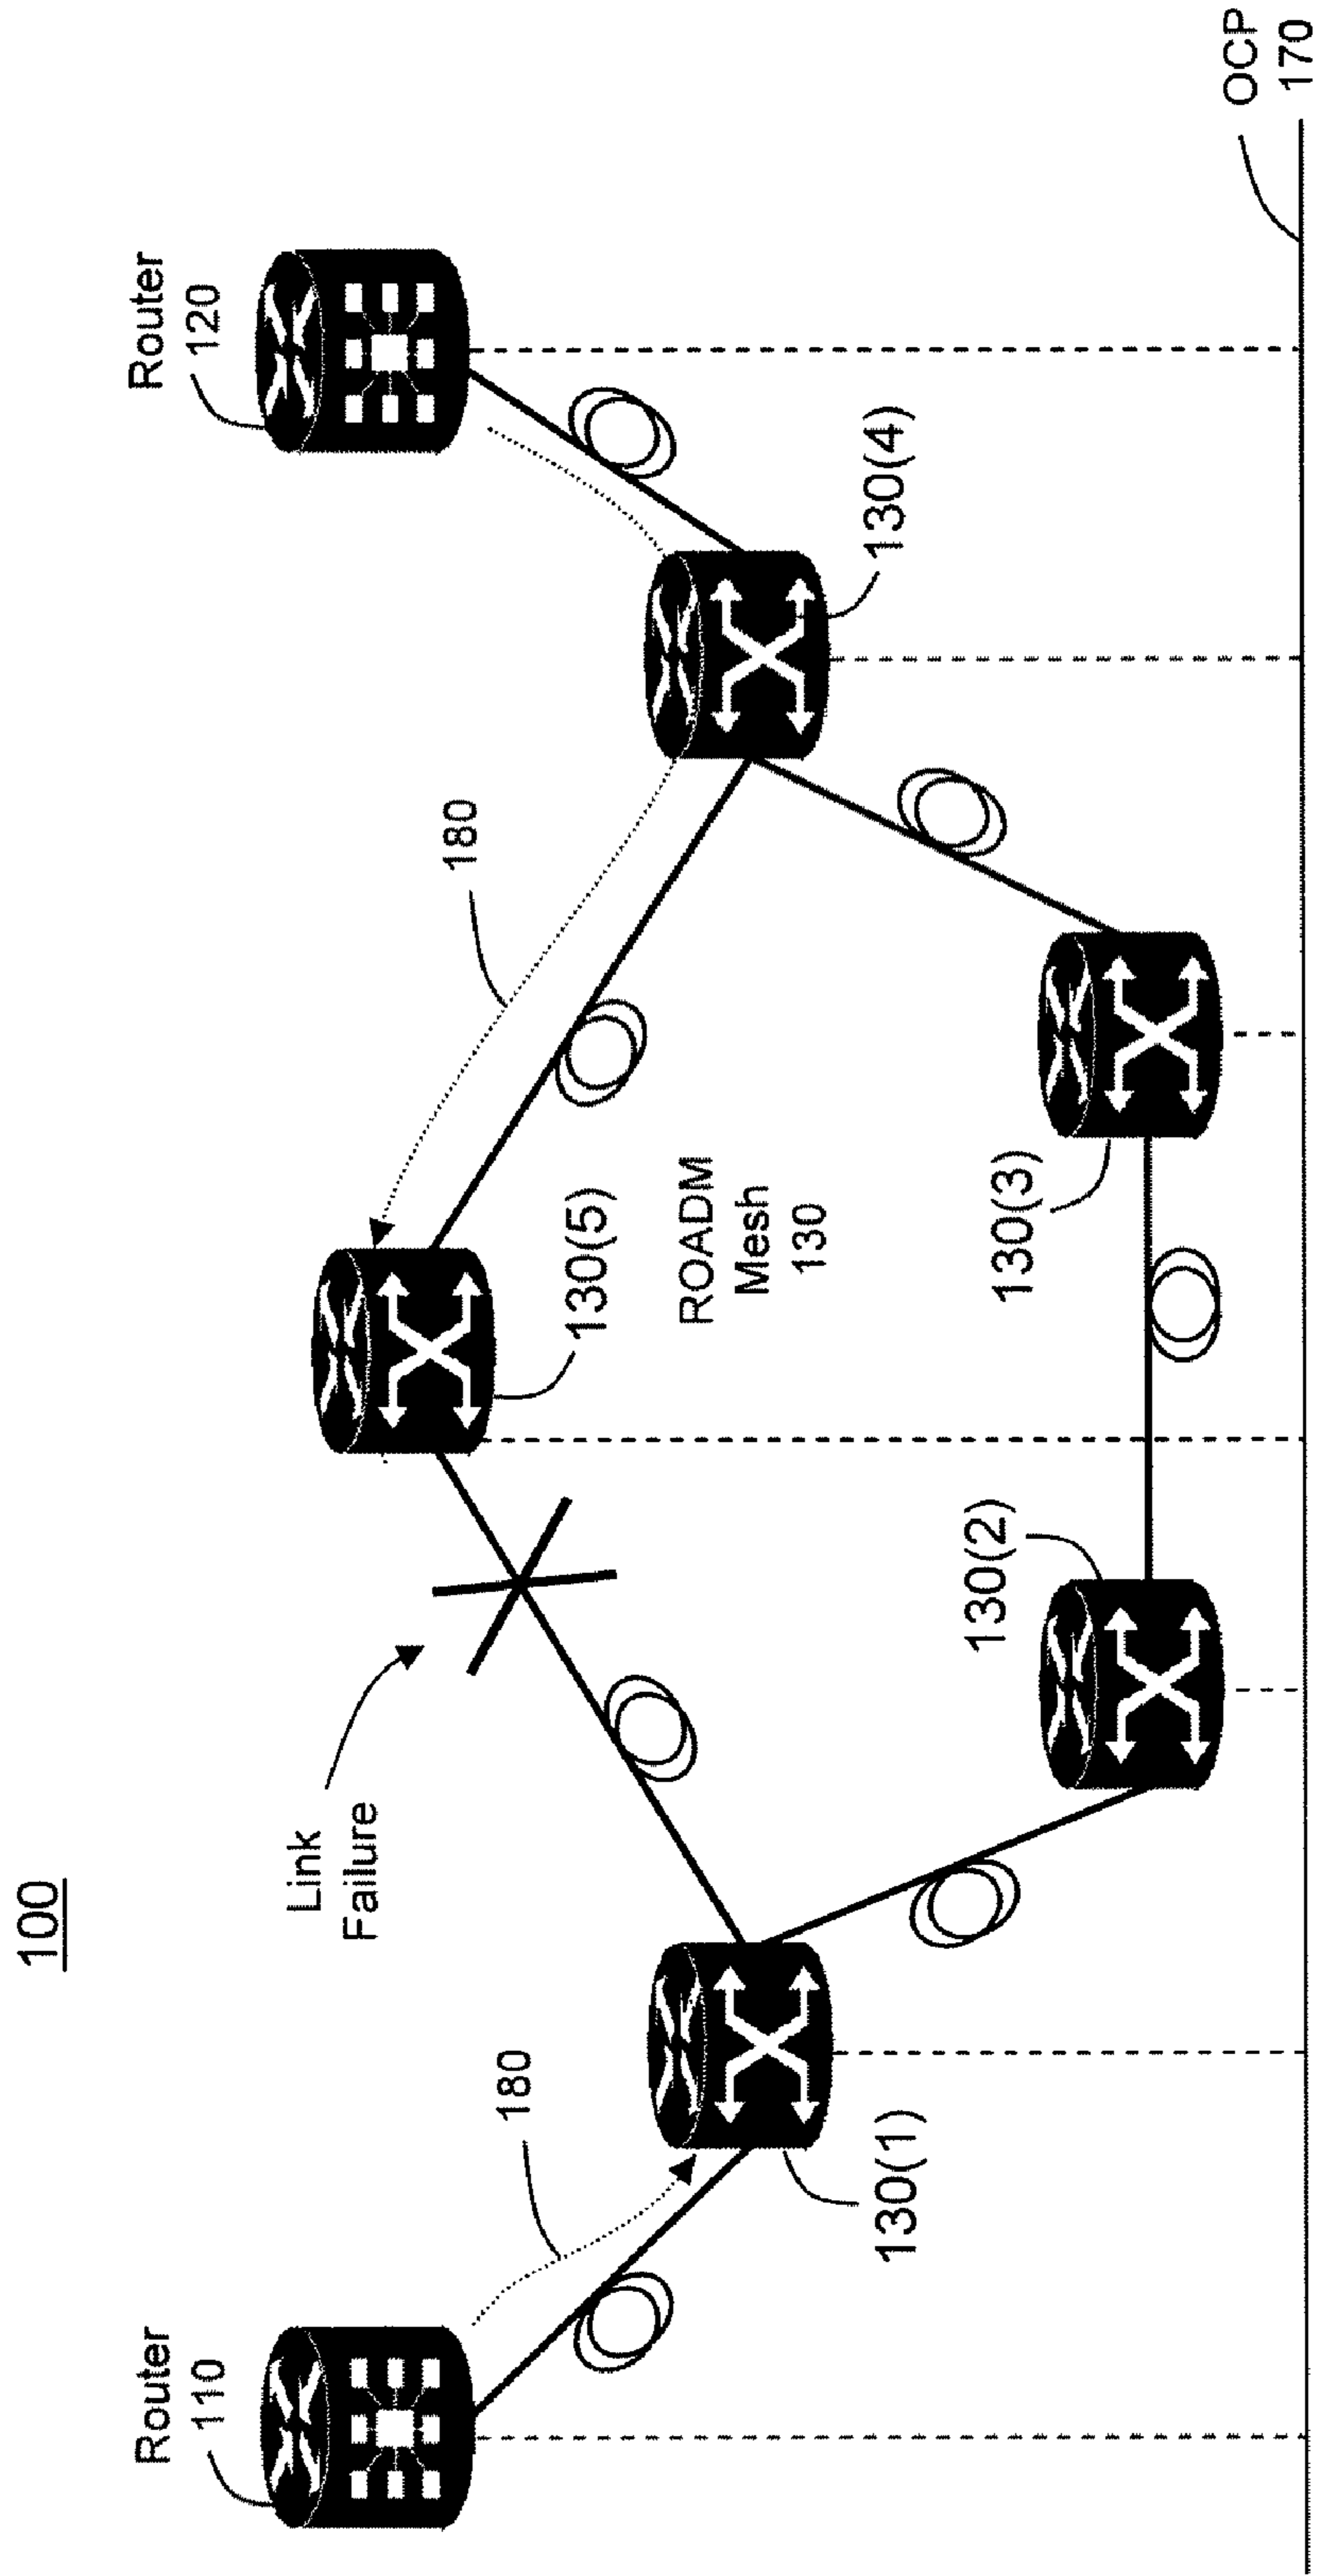 100
Router
110
180
130(1)
Link
Failure
130(2)
130(5)
ROADM
Mesh
130
130(3)
180
130(4)
Router
120
OCP
170